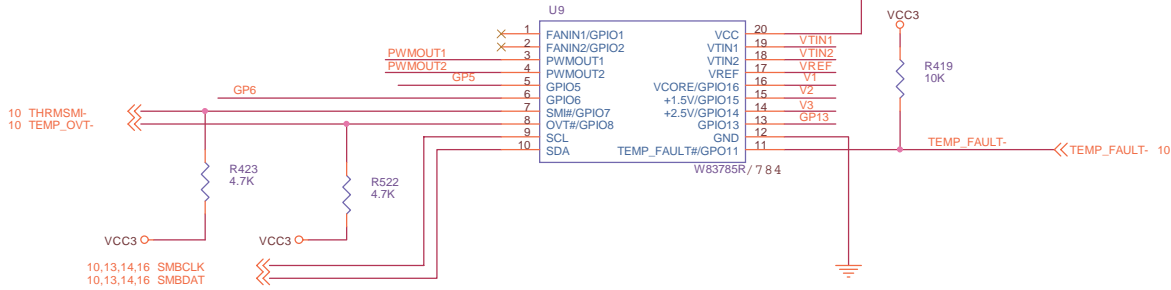 U9
VCC3
1 FANIN1/GPIO1 VCC 20
2 FANIN2/GPIO2 VTIN1 19 VTIN1
PWMOUT1 3 PWMOUT1 VTIN2 18 VTIN2
PWMOUT2 4 PWMOUT2 VREF 17 VREF
GP5 5 GPIO5 VCORE/GPIO16 16 V1
GP6 6 GPIO6 +1.5V/GPIO15 15 V2
10 THRMSMI- 7 SMI#/GPIO7 +2.5V/GPIO14 14 V3
10 TEMP_OVT- 8 OVT#/GPIO8 GPIO13 13 GP13
9 SCL GND 12
10 SDA TEMP_FAULT#/GPO11 11 TEMP_FAULT- TEMP_FAULT- 10
W83785R/784
R419
10K
R423
4.7K
R522
4.7K
VCC3
VCC3
10,13,14,16 SMBCLK
10,13,14,16 SMBDAT